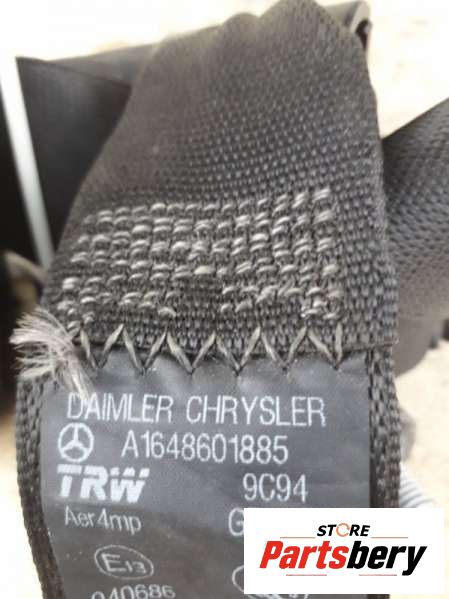 DAIMLER CHRYSLER
A1648601885
TRW 9C94
Aer4mp G
E13
040686
STORE
Partsbery